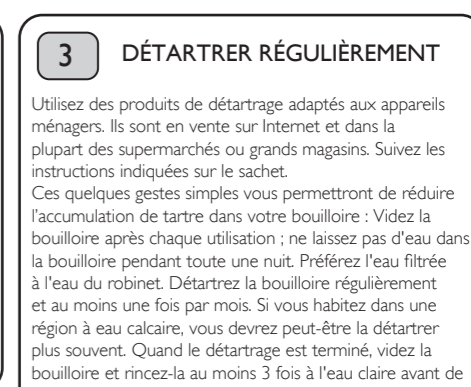 3 DÉTARTRER RÉGULIÈREMENT
Utilisez des produits de détartrage adaptés aux appareils
ménagers. Ils sont en vente sur Internet et dans la
plupart des supermarchés ou grands magasins. Suivez les
instructions indiquées sur le sachet.
Ces quelques gestes simples vous permettront de réduire
l'accumulation de tartre dans votre bouilloire : Videz la
bouilloire après chaque utilisation ; ne laissez pas d'eau dans
la bouilloire pendant toute une nuit. Préférez l'eau filtrée
à l'eau du robinet. Détartrez la bouilloire régulièrement
et au moins une fois par mois. Si vous habitez dans une
région à eau calcaire, vous devrez peut-être la détartrer
plus souvent. Quand le détartrage est terminé, videz la
bouilloire et rincez-la au moins 3 fois à l'eau claire avant de